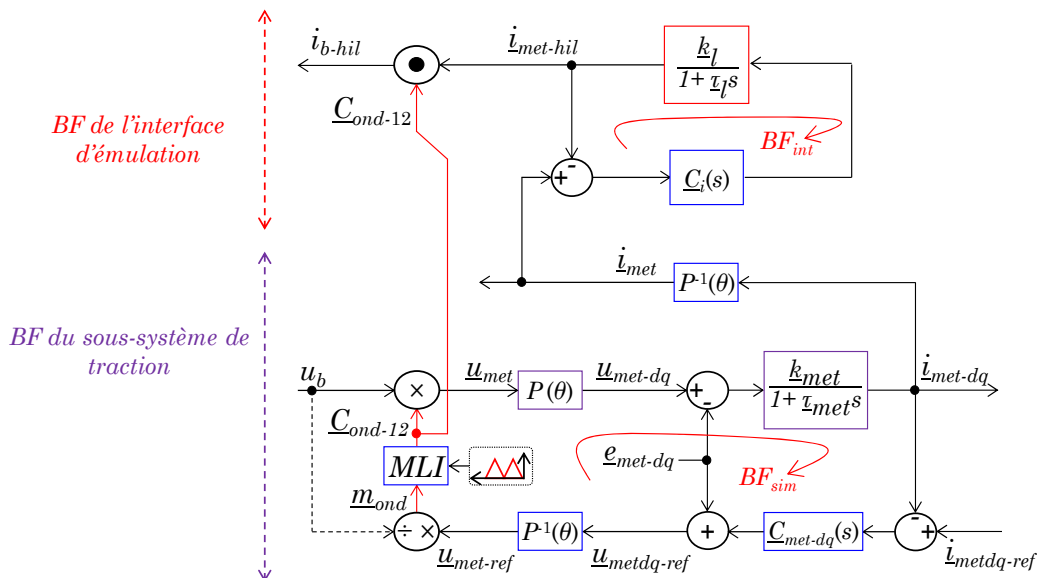 i_b-hil
i_met-hil
k_l
1+ τ_l s
C_ond-12
BF de l'interface
d'émulation
BF_int
+ -
C_i(s)
i_met
P⁻¹(θ)
BF du sous-système de
traction
u_b
×
u_met
P(θ)
u_met-dq
+ -
k_met
1+ τ_met s
i_met-dq
C_ond-12
MLI
e_met-dq
BF_sim
m_ond
÷ ×
u_met-ref
P⁻¹(θ)
u_metdq-ref
+
C_met-dq(s)
- +
i_metdq-ref